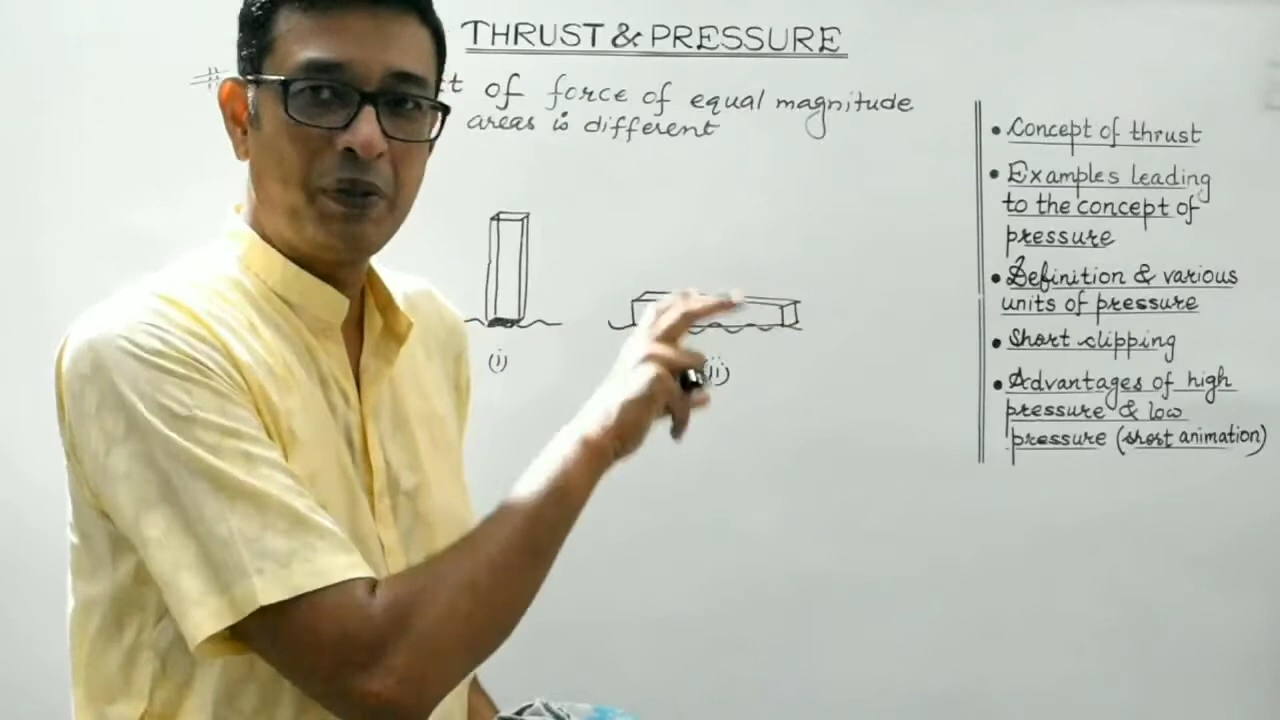 THRUST & PRESSURE
# of force of equal magnitude
areas is different
(i)
(ii)
• Concept of thrust
• Examples leading
to the concept of
pressure
• Definition & various
units of pressure
• Short clipping
• Advantages of high
pressure & low
pressure (short animation)